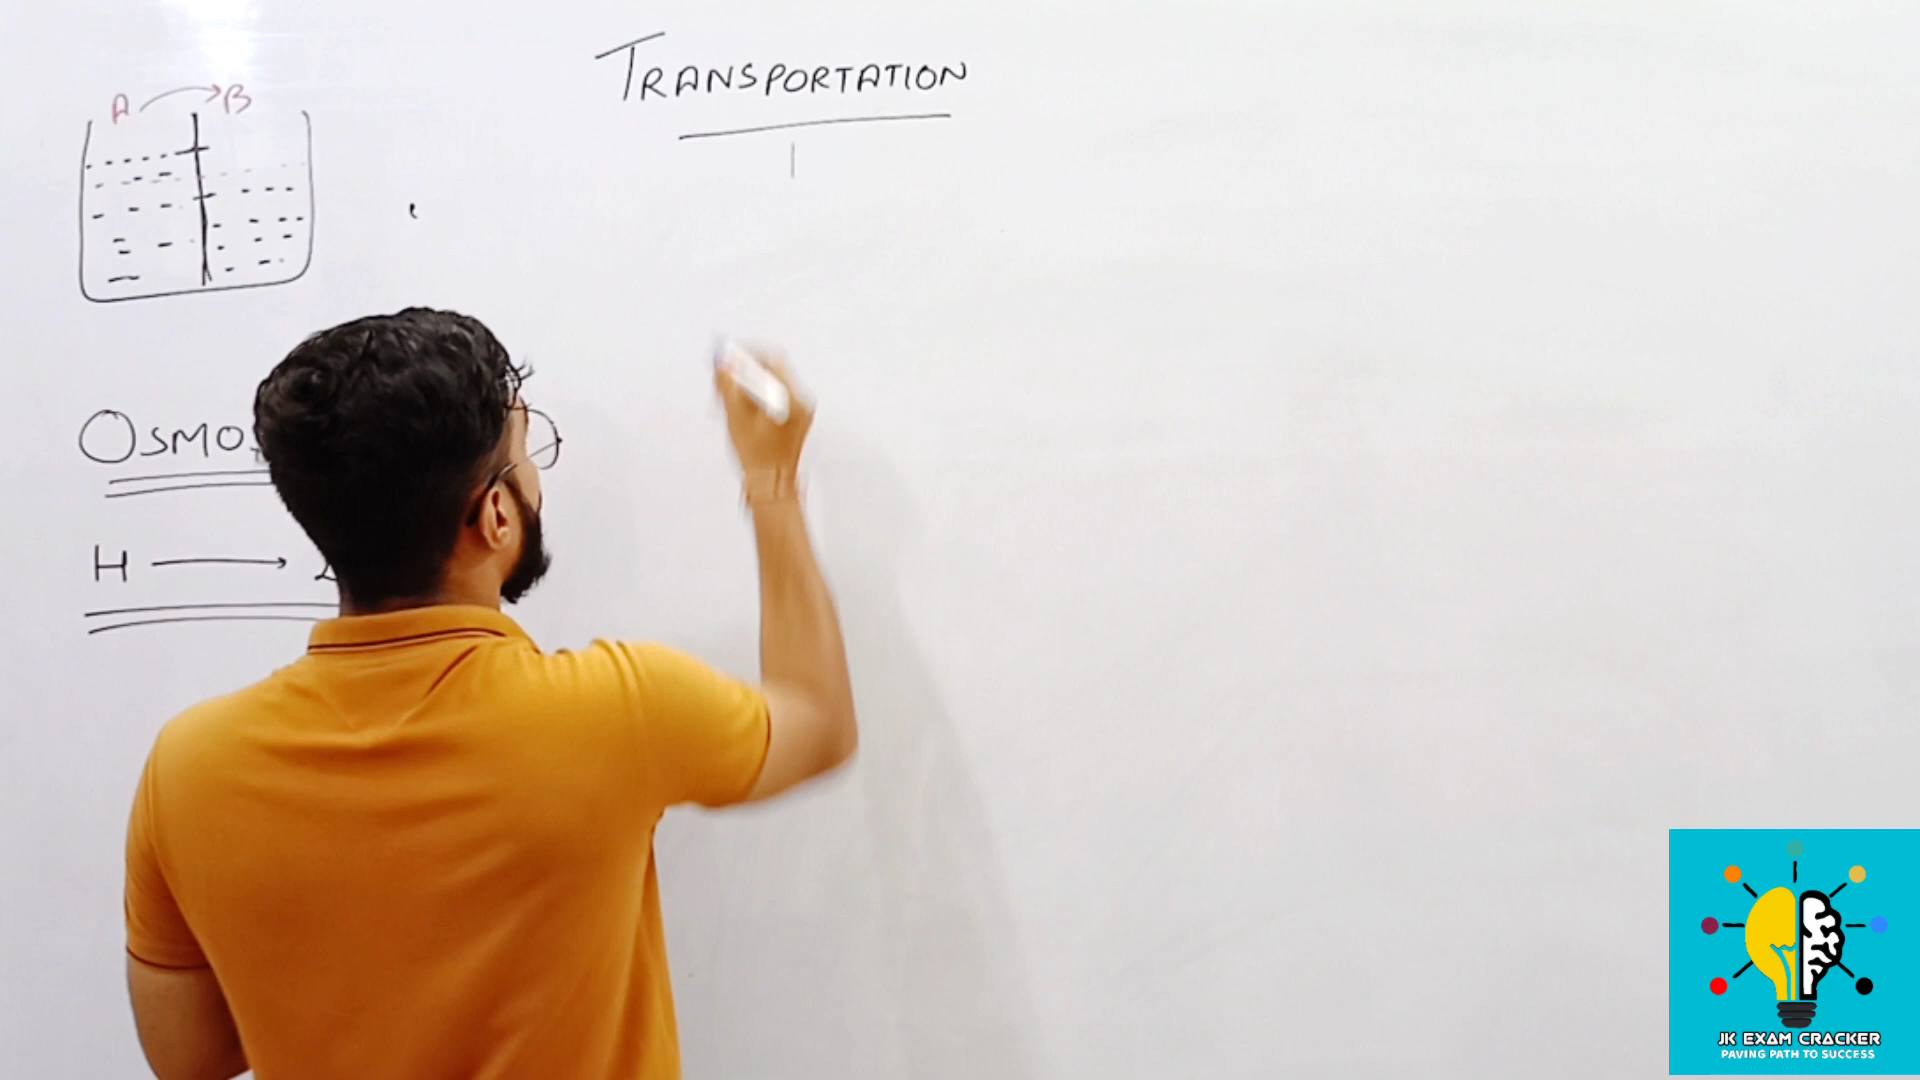 TRANSPORTATION
A → B
H →
JK EXAM CRACKER
PAVING PATH TO SUCCESS